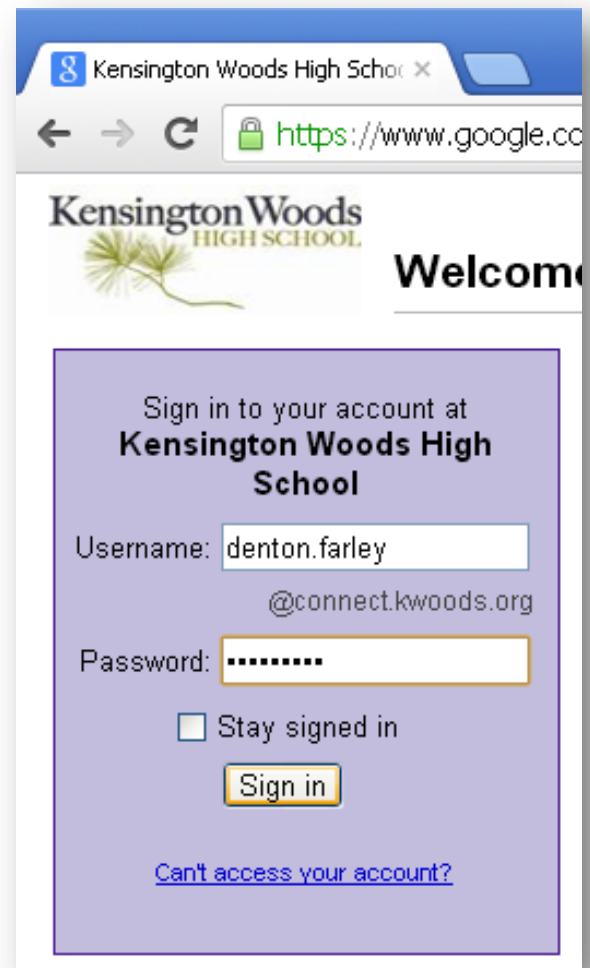 Kensington Woods High Schoo
https://www.google.co
Kensington Woods
HIGH SCHOOL
Welcome
Sign in to your account at
Kensington Woods High
School
Username: denton.farley
@connect.kwoods.org
Password: •••••••••
Stay signed in
Sign in
Can't access your account?